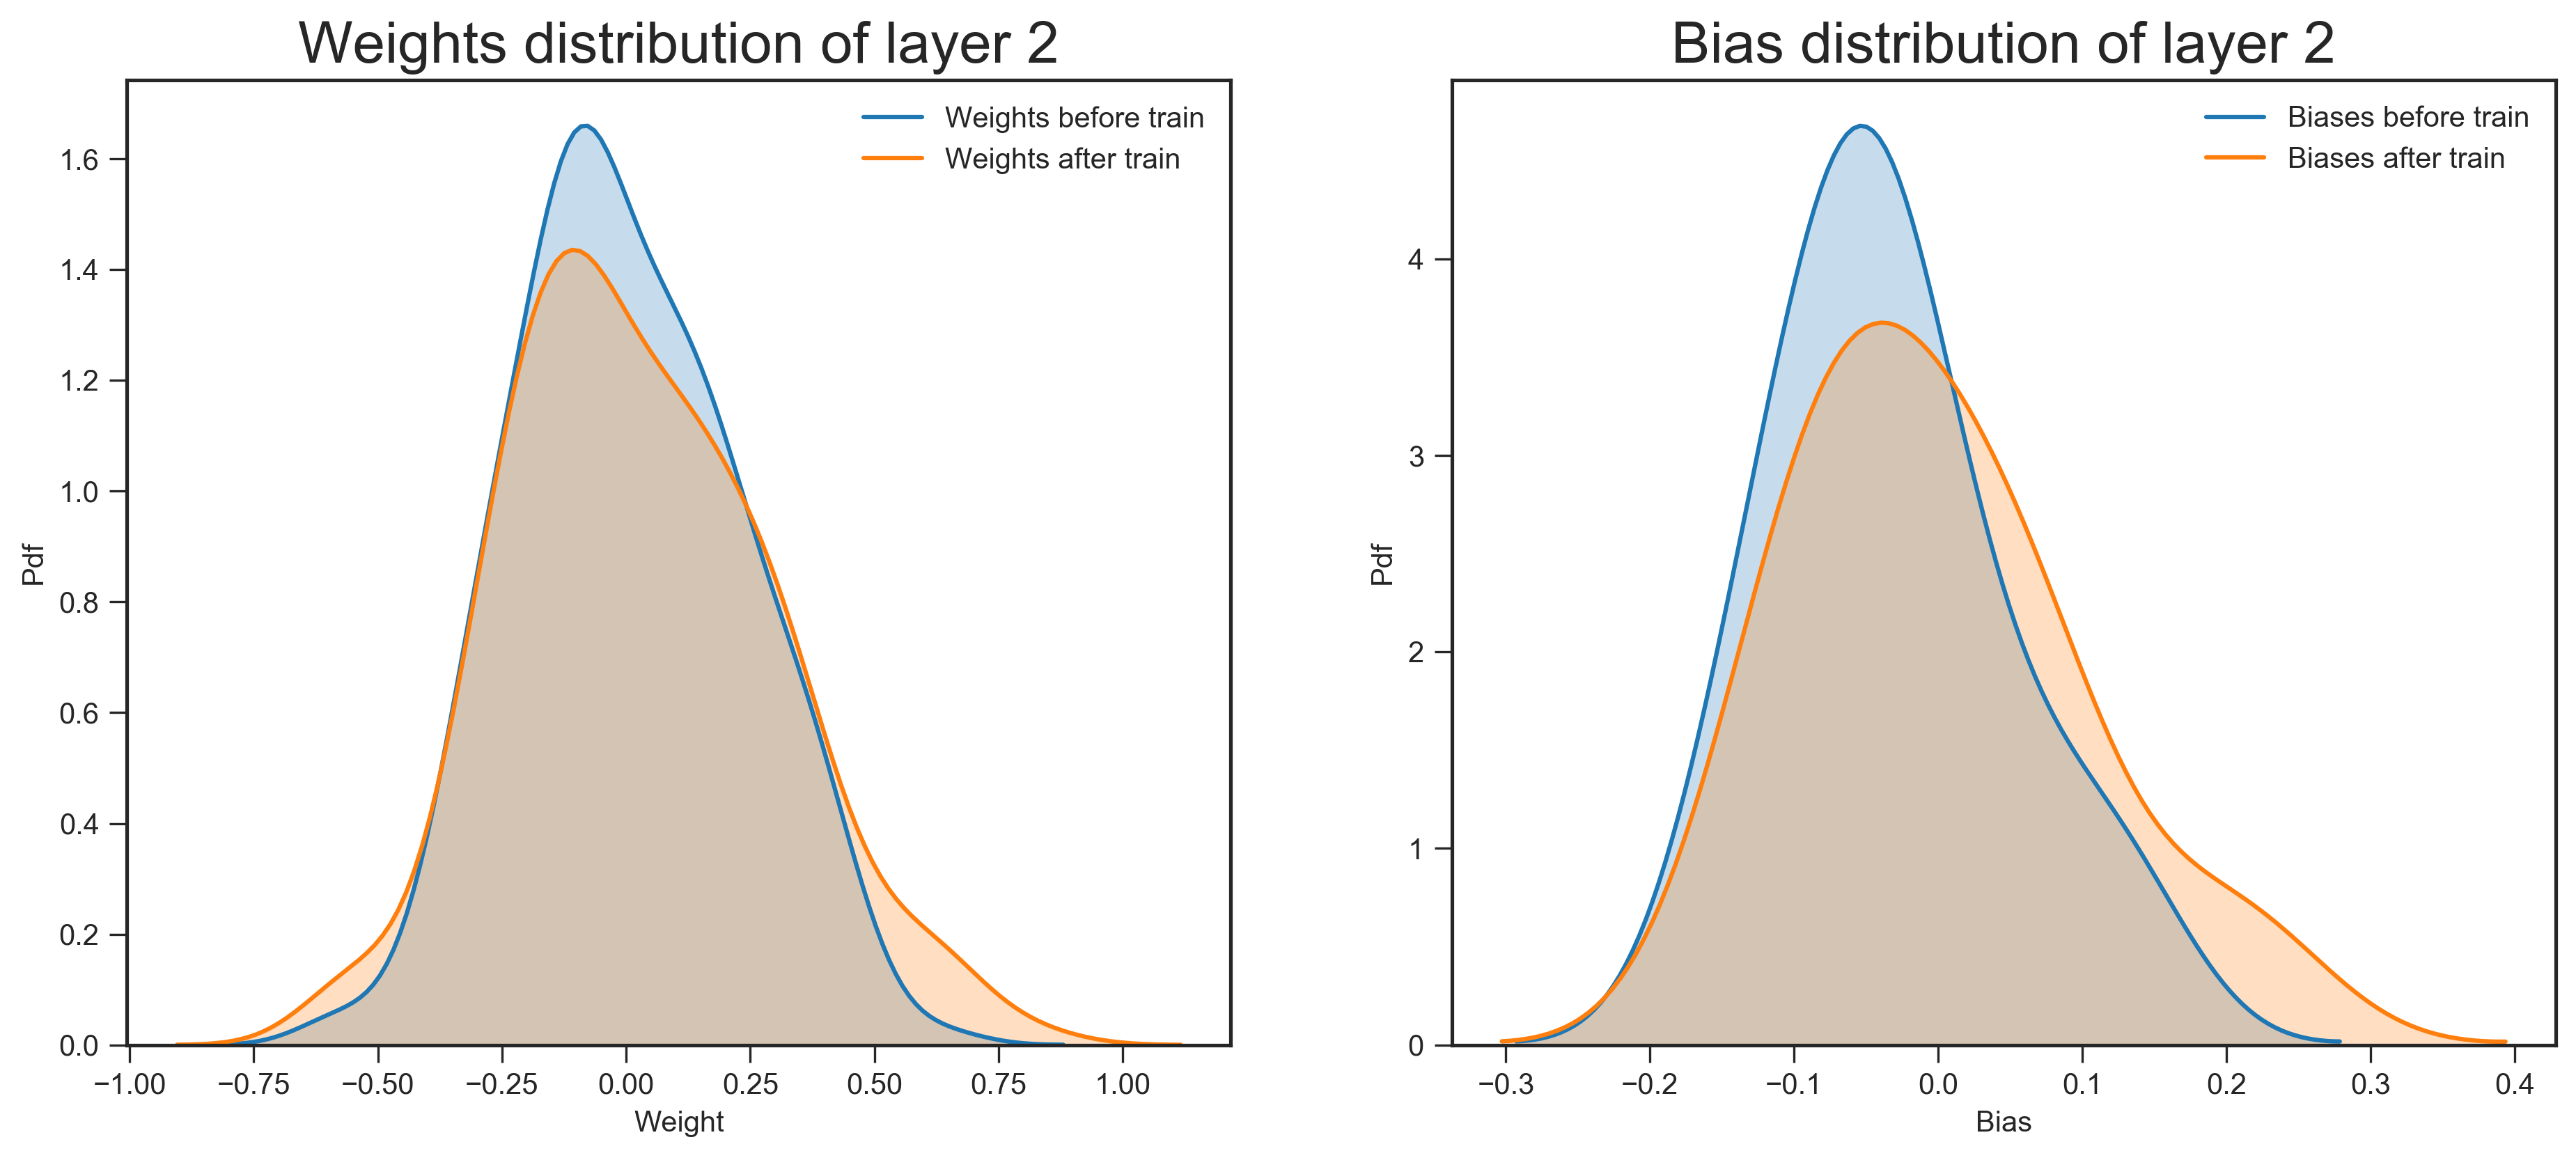 Weights distribution of layer 2
Weights before train
Weights after train
1.6
1.4
1.2
1.0
0.8
0.6
0.4
0.2
0.0
Pdf
−1.00 −0.75 −0.50 −0.25 0.00 0.25 0.50 0.75 1.00
Weight
Bias distribution of layer 2
Biases before train
Biases after train
4
3
2
1
0
Pdf
−0.3 −0.2 −0.1 0.0 0.1 0.2 0.3 0.4
Bias